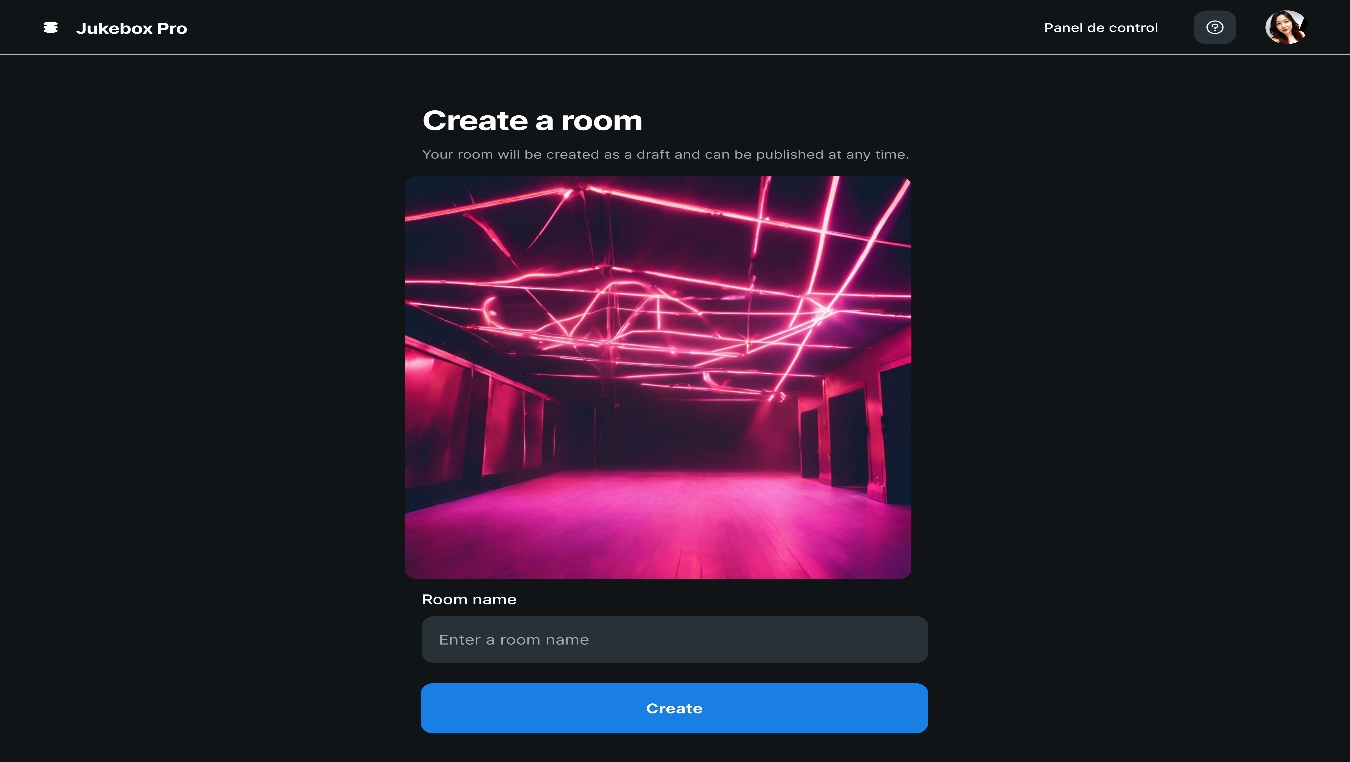 Jukebox Pro
Panel de control
Create a room
Your room will be created as a draft and can be published at any time.
Room name
Enter a room name
Create